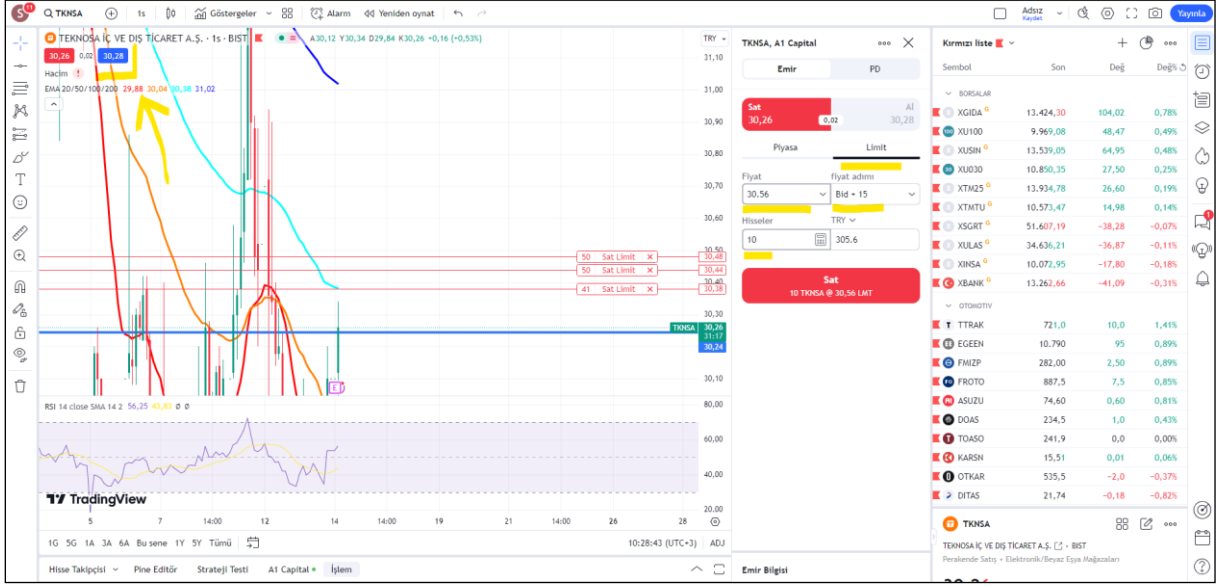 S 11 TKNSA 1s Göstergeler Alarm Yeniden oynat Adsız Kaydet Yayınla
TEKNOSA İÇ VE DIŞ TİCARET A.Ş. · 1s · BIST A30,12 Y30,34 D29,84 K30,26 +0,16 (+0,53%)
30,26 0,02 30,28
Hacim
EMA 20/50/100/200 29,88 30,04 30,38 31,02
TRY
31,10
31,00
30,90
30,80
30,70
30,60
30,50
50 Sat Limit × 30,48
50 Sat Limit × 30,44
30,40
41 Sat Limit × 30,38
30,30
TKNSA 30,26
31:17
30,24
30,10
E
RSI 14 close SMA 14 2 56,25 43,83 Ø Ø
80,00
60,00
40,00
20,00
TradingView
5 7 14:00 12 14 14:00 19 21 14:00 26 28
1G 5G 1A 3A 6A Bu sene 1Y 5Y Tümü 10:28:43 (UTC+3) ADJ
Hisse Takipçisi Pine Editör Strateji Testi A1 Capital İşlem
TKNSA, A1 Capital
Emir PD
Sat Al
30,26 0,02 30,28
Piyasa Limit
Fiyat fiyat adımı
30.56 Bid + 15
Hisseler TRY
10 305.6
Sat
10 TKNSA @ 30,56 LMT
Emir Bilgisi
Kırmızı liste
Sembol Son Değ Değ%
BORSALAR
XGIDA G 13.424,30 104,02 0,78%
XU100 9.969,08 48,47 0,49%
XUSIN G 13.539,05 64,95 0,48%
XU030 10.850,35 27,50 0,25%
XTM25 G 13.934,78 26,60 0,19%
XTMTU G 10.573,47 14,98 0,14%
XSGRT G 51.607,19 −38,28 −0,07%
XULAS G 34.636,21 −36,87 −0,11%
XINSA G 10.072,95 −17,80 −0,18%
XBANK G 13.262,66 −41,09 −0,31%
OTOMOTIV
TTRAK 721,0 10,0 1,41%
EGEEN 10.790 95 0,89%
FMIZP 282,00 2,50 0,89%
FROTO 887,5 7,5 0,85%
ASUZU 74,60 0,60 0,81%
DOAS 234,5 1,0 0,43%
TOASO 241,9 0,0 0,00%
KARSN 15,51 0,01 0,06%
OTKAR 535,5 −2,0 −0,37%
DITAS 21,74 −0,18 −0,82%
TKNSA
TEKNOSA İÇ VE DIŞ TİCARET A.Ş. · BIST
Perakende Satış • Elektronik/Beyaz Eşya Mağazaları
1